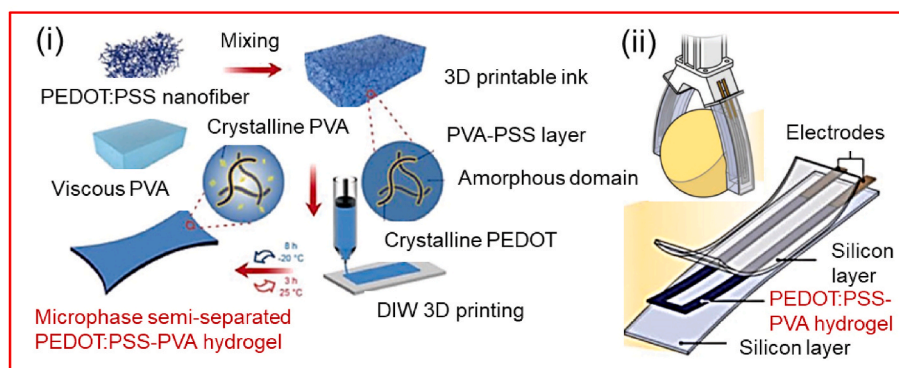 (i)
Mixing
PEDOT:PSS nanofiber
3D printable ink
Crystalline PVA
PVA-PSS layer
Viscous PVA
Amorphous domain
Crystalline PEDOT
8 h
-20 °C
3 h
25 °C
DIW 3D printing
Microphase semi-separated
PEDOT:PSS-PVA hydrogel
(ii)
Electrodes
Silicon
layer
PEDOT:PSS-
PVA hydrogel
Silicon layer